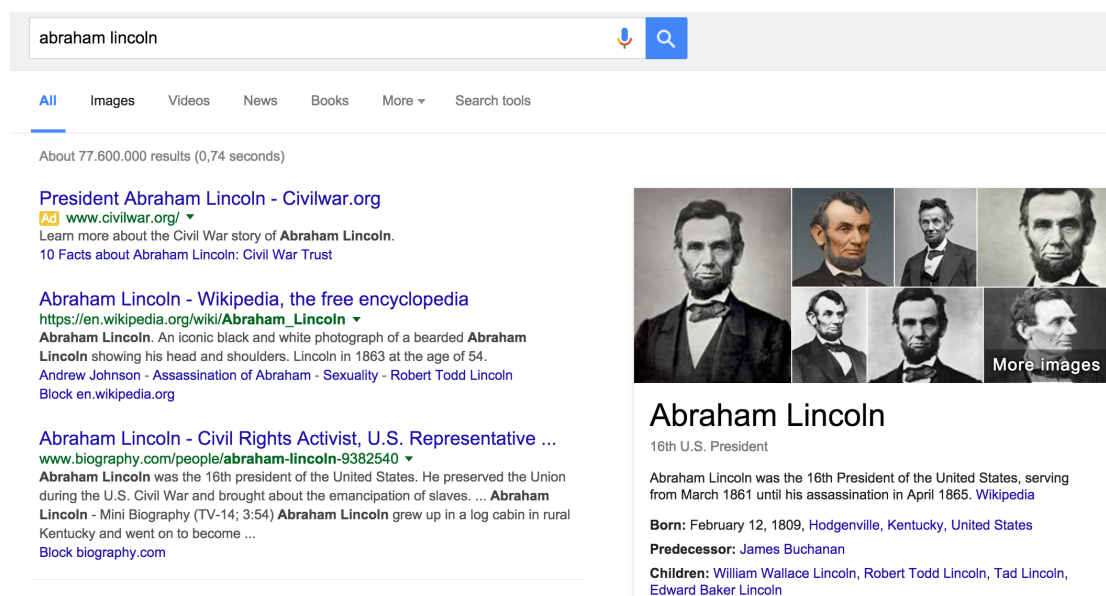 abraham lincoln
All Images Videos News Books More Search tools
About 77.600.000 results (0,74 seconds)
President Abraham Lincoln - Civilwar.org
Ad www.civilwar.org/
Learn more about the Civil War story of Abraham Lincoln.
10 Facts about Abraham Lincoln: Civil War Trust
Abraham Lincoln - Wikipedia, the free encyclopedia
https://en.wikipedia.org/wiki/Abraham_Lincoln
Abraham Lincoln. An iconic black and white photograph of a bearded Abraham
Lincoln showing his head and shoulders. Lincoln in 1863 at the age of 54.
Andrew Johnson - Assassination of Abraham - Sexuality - Robert Todd Lincoln
Block en.wikipedia.org
Abraham Lincoln - Civil Rights Activist, U.S. Representative ...
www.biography.com/people/abraham-lincoln-9382540
Abraham Lincoln was the 16th president of the United States. He preserved the Union
during the U.S. Civil War and brought about the emancipation of slaves. ... Abraham
Lincoln - Mini Biography (TV-14; 3:54) Abraham Lincoln grew up in a log cabin in rural
Kentucky and went on to become ...
Block biography.com
More images
Abraham Lincoln
16th U.S. President
Abraham Lincoln was the 16th President of the United States, serving
from March 1861 until his assassination in April 1865. Wikipedia
Born: February 12, 1809, Hodgenville, Kentucky, United States
Predecessor: James Buchanan
Children: William Wallace Lincoln, Robert Todd Lincoln, Tad Lincoln,
Edward Baker Lincoln